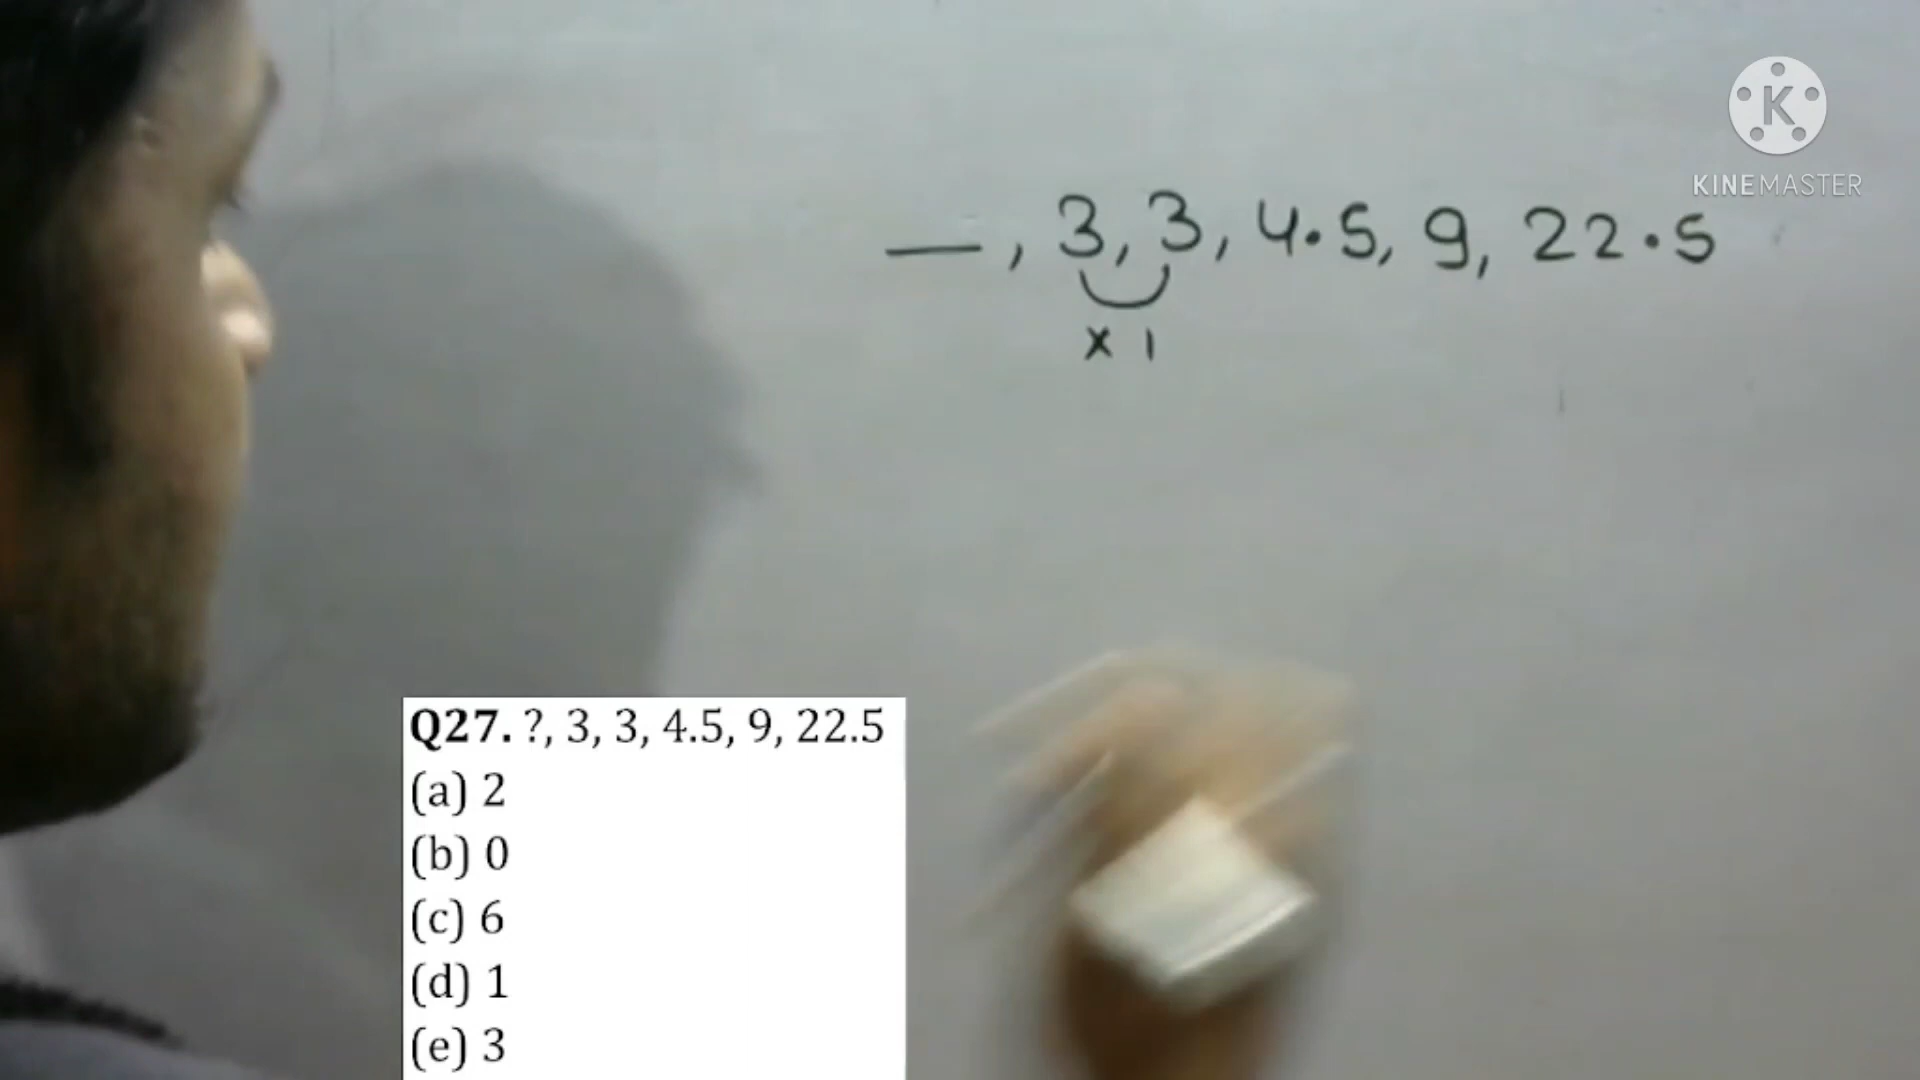 K
KINEMASTER
__, 3, 3, 4.5, 9, 22.5
x 1
Q27. ?, 3, 3, 4.5, 9, 22.5
(a) 2
(b) 0
(c) 6
(d) 1
(e) 3